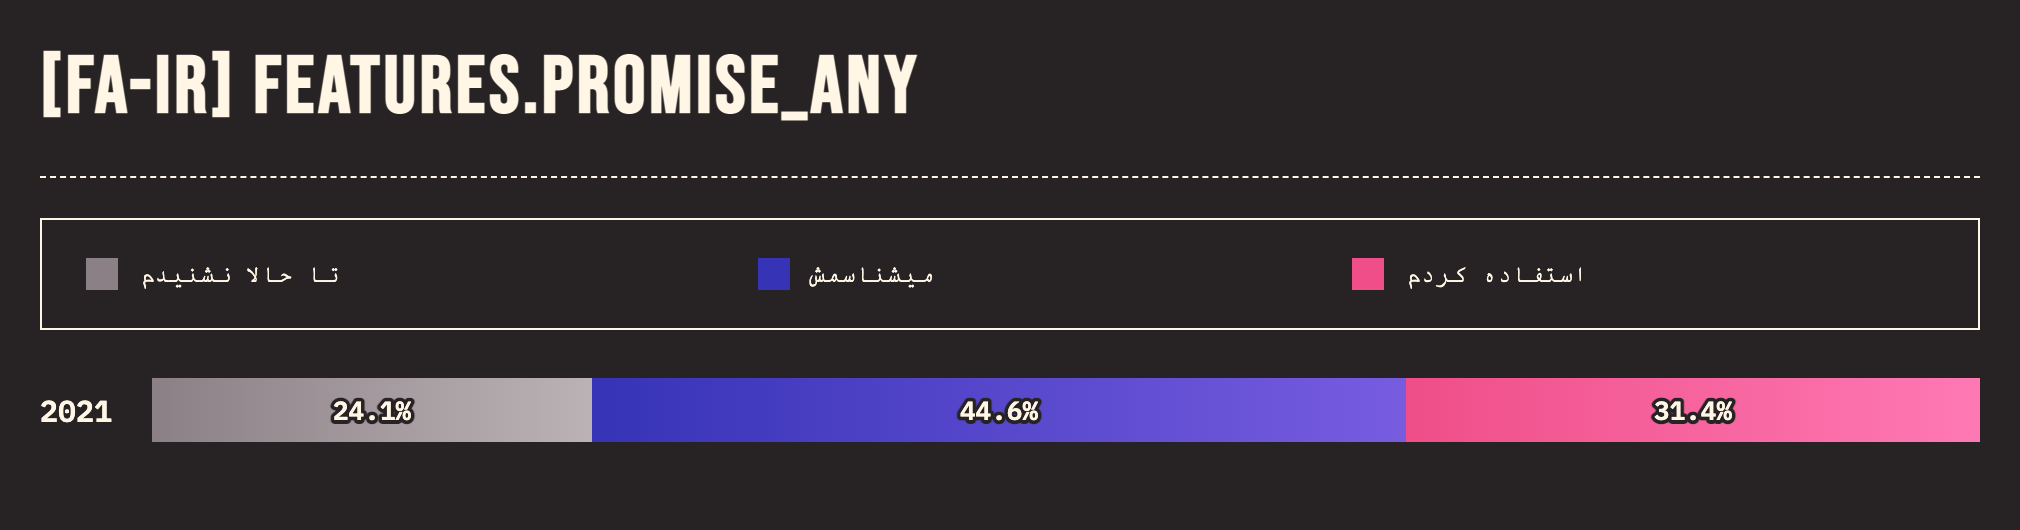 [FA-IR] FEATURES.PROMISE_ANY
تا حالا نشنیدم
میشناسمش
استفاده کردم
2021 24.1% 44.6% 31.4%